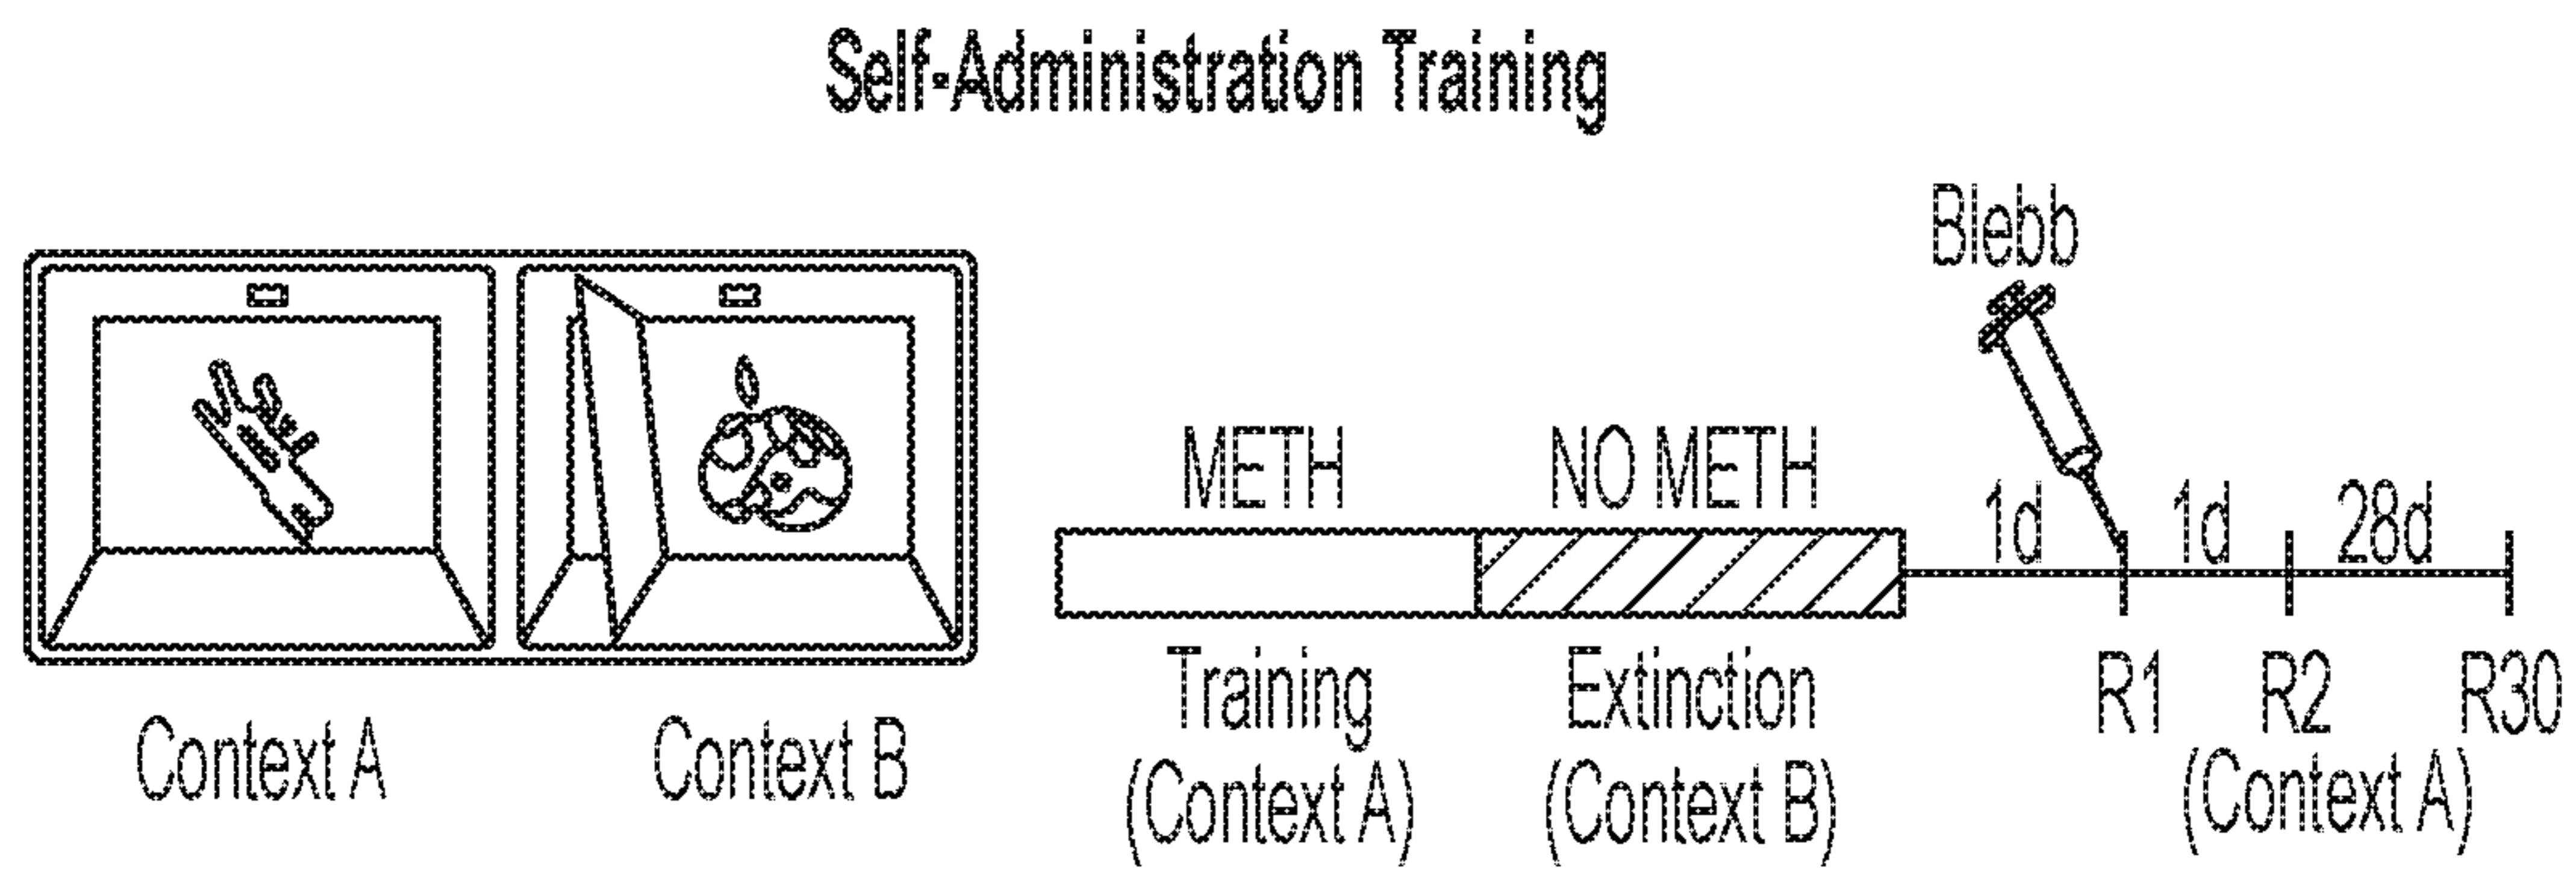 Self-Administration Training
Context A
Context B
METH
NO METH
Blebb
1d
1d
28d
Training
(Context A)
Extinction
(Context B)
R1
R2
R30
(Context A)